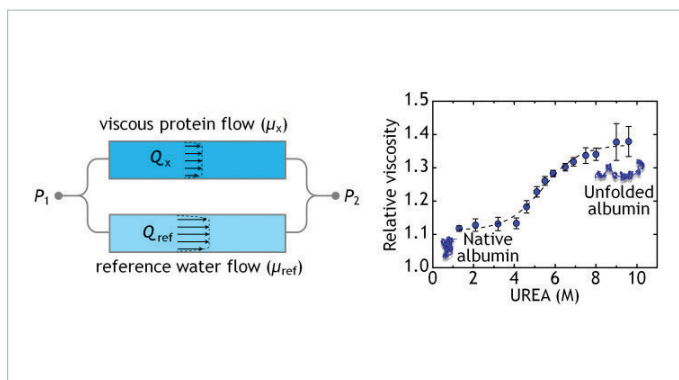 viscous protein flow (μx)
Qx
P1
P2
Qref
reference water flow (μref)
Relative viscosity
1.5
1.4
1.3
1.2
1.1
1.0
Unfolded
albumin
Native
albumin
0 2 4 6 8 10
UREA (M)